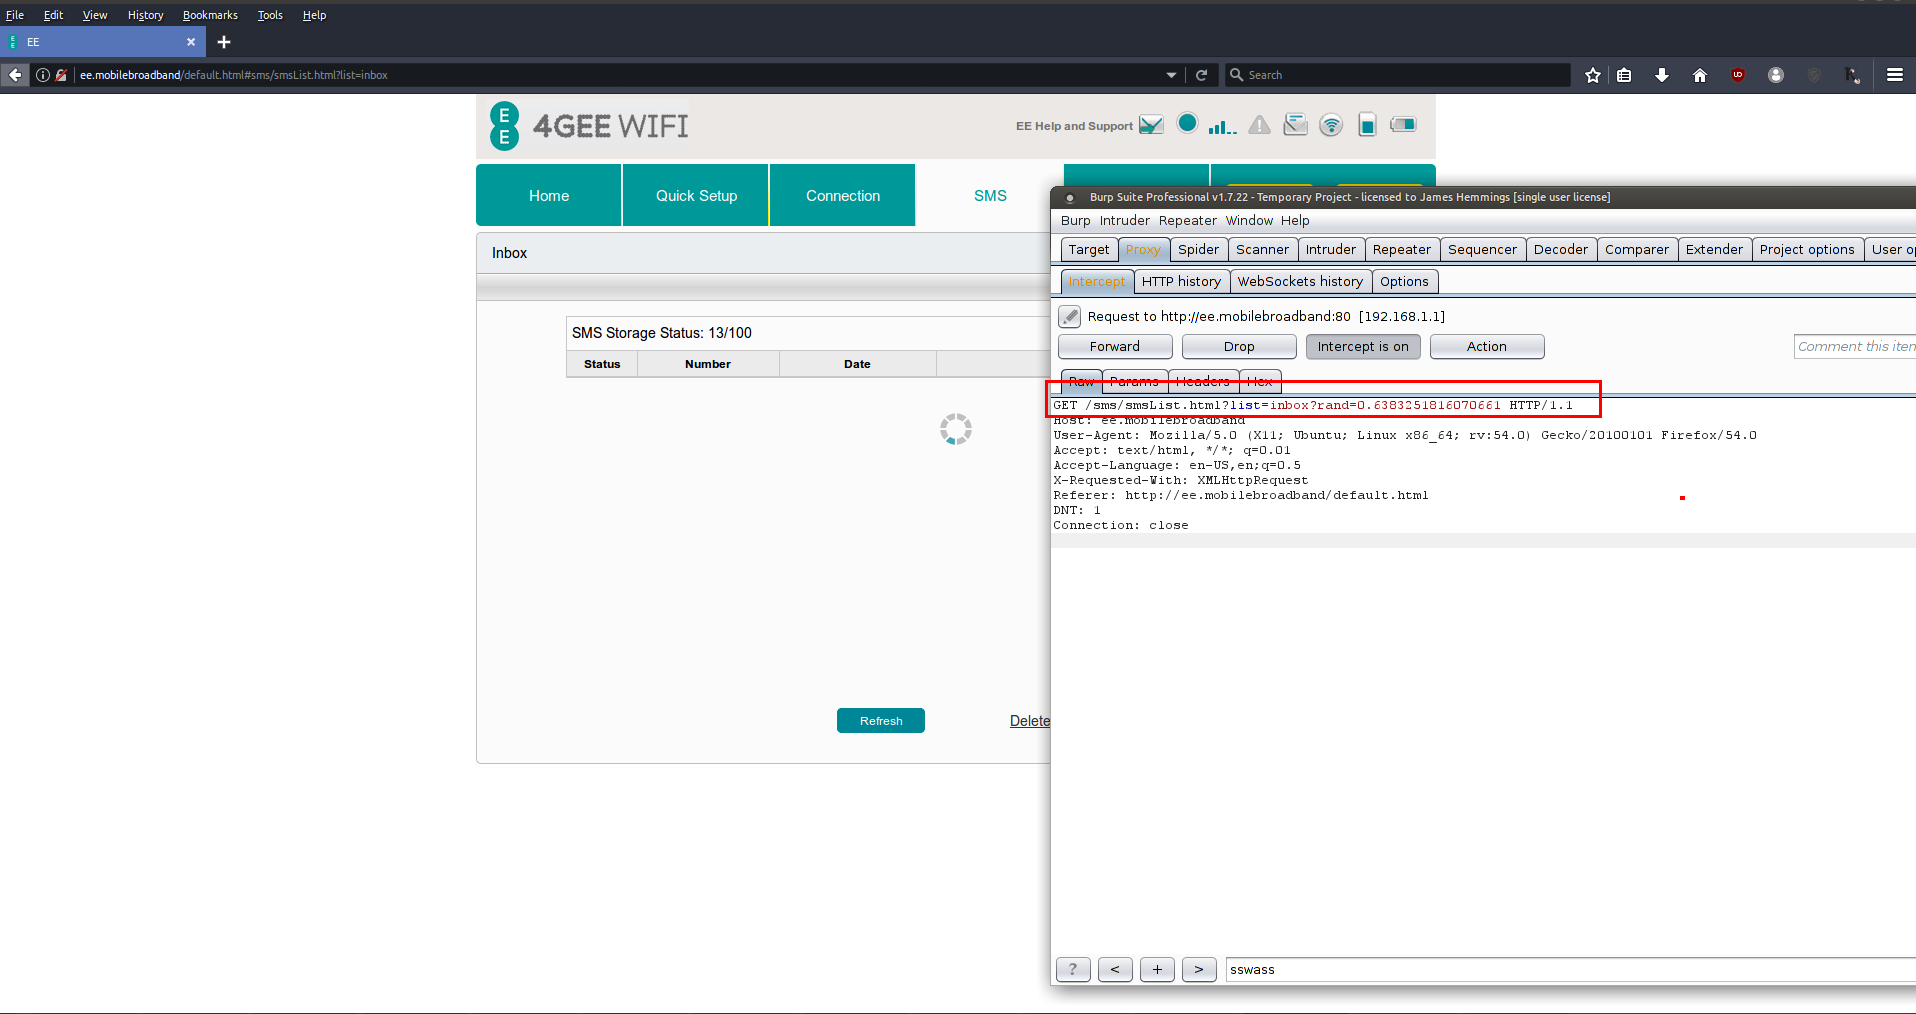 File Edit View History Bookmarks Tools Help
EE
ee.mobilebroadband/default.html#sms/smsList.html?list=inbox
Search
E
E
4GEE WIFI
EE Help and Support
Home
Quick Setup
Connection
SMS
Inbox
SMS Storage Status: 13/100
Status
Number
Date
Refresh
Delete
Burp Suite Professional v1.7.22 - Temporary Project - licensed to James Hemmings [single user license]
Burp Intruder Repeater Window Help
Target Proxy Spider Scanner Intruder Repeater Sequencer Decoder Comparer Extender Project options User op
Intercept HTTP history WebSockets history Options
Request to http://ee.mobilebroadband:80 [192.168.1.1]
Forward
Drop
Intercept is on
Action
Comment this iten
Raw Params Headers Hex
GET /sms/smsList.html?list=inbox?rand=0.6383251816070661 HTTP/1.1
Host: ee.mobilebroadband
User-Agent: Mozilla/5.0 (X11; Ubuntu; Linux x86_64; rv:54.0) Gecko/20100101 Firefox/54.0
Accept: text/html, */*; q=0.01
Accept-Language: en-US,en;q=0.5
X-Requested-With: XMLHttpRequest
Referer: http://ee.mobilebroadband/default.html
DNT: 1
Connection: close
? < + >
sswass